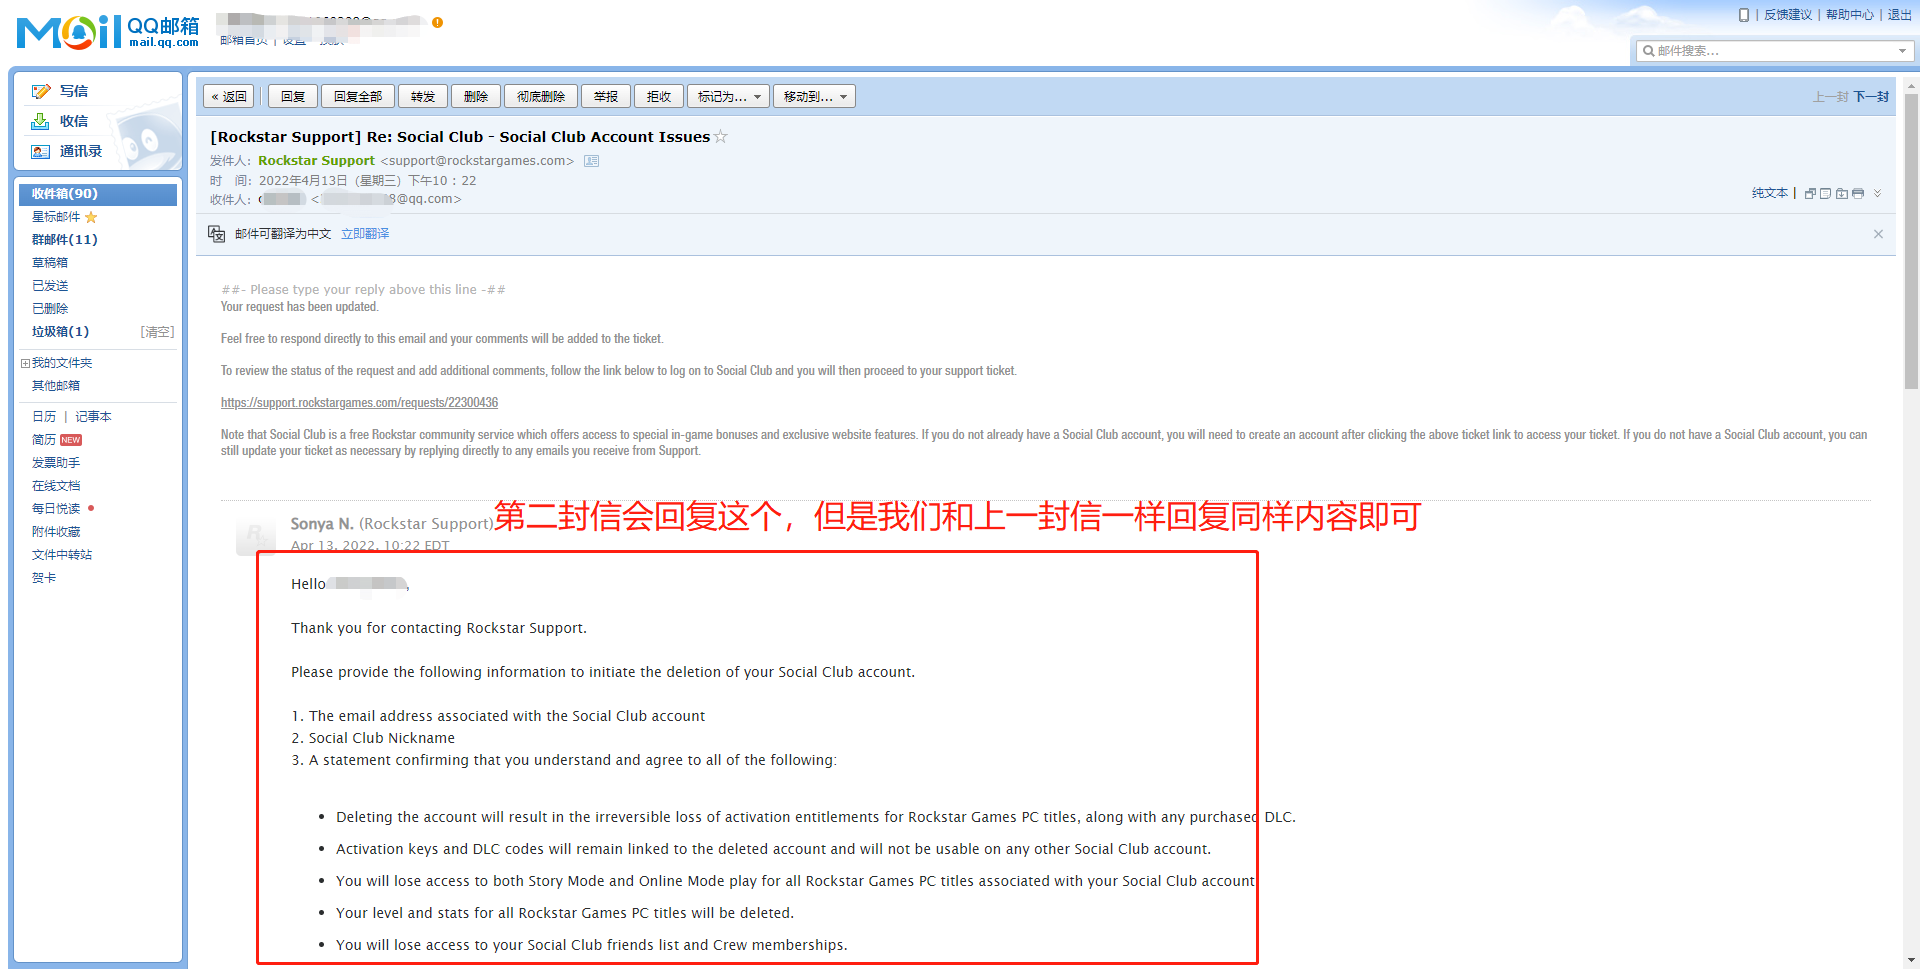 Mail QQ邮箱
mail.qq.com
邮箱首页 | 设置 - 换肤
| 反馈建议 | 帮助中心 | 退出
邮件搜索...
写信
收信
通讯录
收件箱(90)
星标邮件
群邮件(11)
草稿箱
已发送
已删除
垃圾箱(1) [清空]
我的文件夹
其他邮箱
日历 | 记事本
简历 NEW
发票助手
在线文档
每日悦读
附件收藏
文件中转站
贺卡
« 返回 回复 回复全部 转发 删除 彻底删除 举报 拒收 标记为... 移动到... 上一封 下一封
[Rockstar Support] Re: Social Club - Social Club Account Issues
发件人: Rockstar Support <support@rockstargames.com>
时 间: 2022年4月13日 (星期三) 下午10 : 22
收件人: < 8@qq.com>
纯文本 |
邮件可翻译为中文 立即翻译
##- Please type your reply above this line -##
Your request has been updated.
Feel free to respond directly to this email and your comments will be added to the ticket.
To review the status of the request and add additional comments, follow the link below to log on to Social Club and you will then proceed to your support ticket.
https://support.rockstargames.com/requests/22300436
Note that Social Club is a free Rockstar community service which offers access to special in-game bonuses and exclusive website features. If you do not already have a Social Club account, you will need to create an account after clicking the above ticket link to access your ticket. If you do not have a Social Club account, you can
still update your ticket as necessary by replying directly to any emails you receive from Support.
第二封信会回复这个，但是我们和上一封信一样回复同样内容即可
Sonya N. (Rockstar Support)
Apr 13, 2022, 10:22 EDT
Hello ,
Thank you for contacting Rockstar Support.
Please provide the following information to initiate the deletion of your Social Club account.
1. The email address associated with the Social Club account
2. Social Club Nickname
3. A statement confirming that you understand and agree to all of the following:
• Deleting the account will result in the irreversible loss of activation entitlements for Rockstar Games PC titles, along with any purchased DLC.
• Activation keys and DLC codes will remain linked to the deleted account and will not be usable on any other Social Club account.
• You will lose access to both Story Mode and Online Mode play for all Rockstar Games PC titles associated with your Social Club account
• Your level and stats for all Rockstar Games PC titles will be deleted.
• You will lose access to your Social Club friends list and Crew memberships.